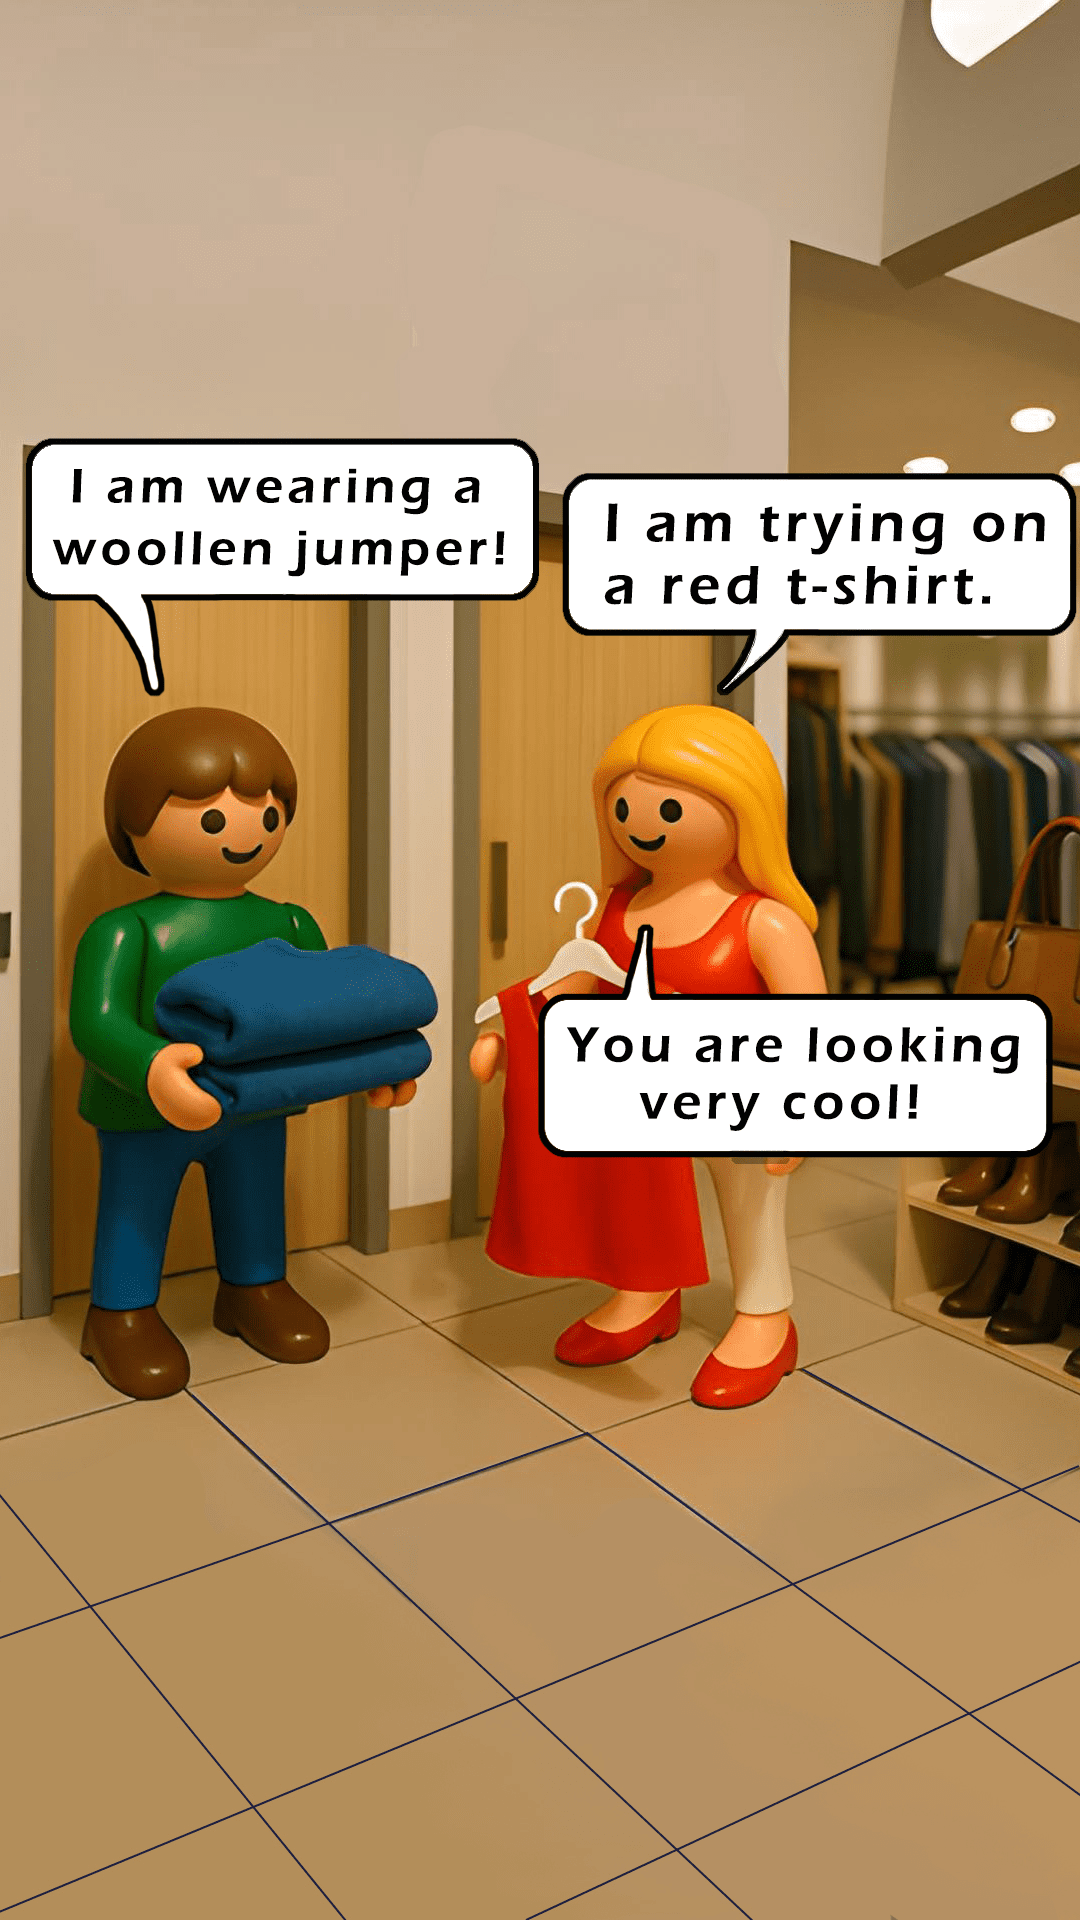 I am wearing a
woollen jumper!
I am trying on
a red t-shirt.
You are looking
very cool!